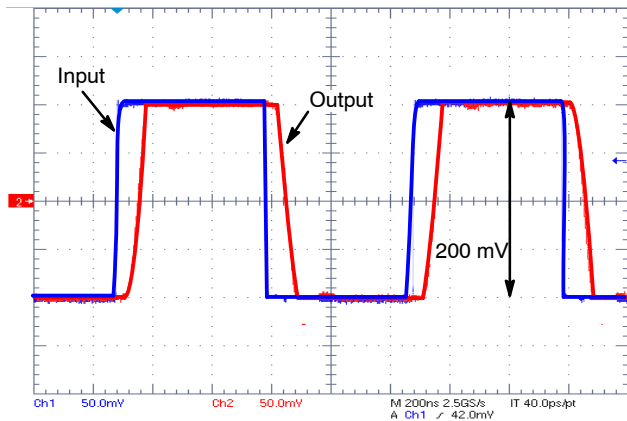 Input
Output
2
200 mV
Ch1 50.0mV Ch2 50.0mV M 200ns 2.5GS/s IT 40.0ps/pt
A Ch1 / 42.0mV